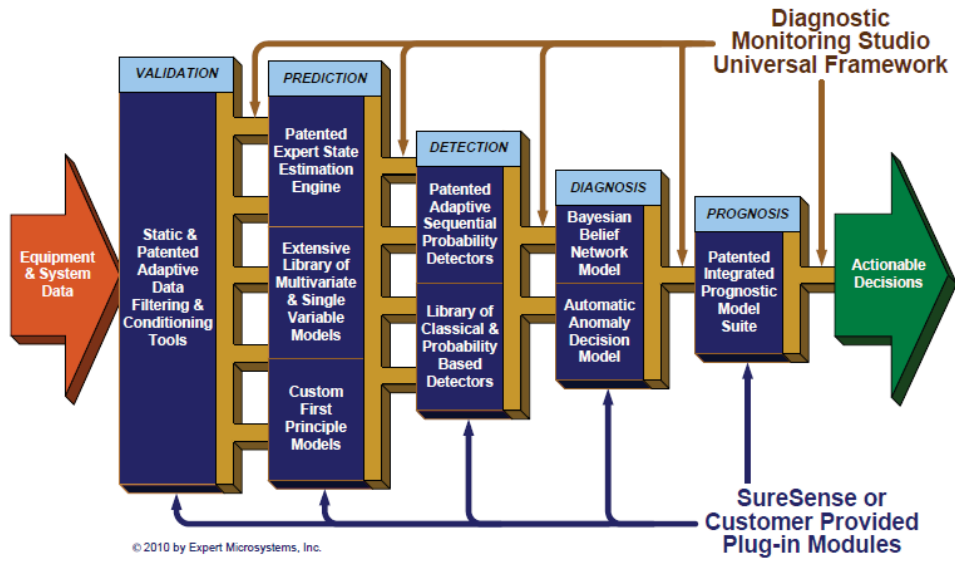 Diagnostic
Monitoring Studio
Universal Framework
VALIDATION
PREDICTION
DETECTION
DIAGNOSIS
PROGNOSIS
Equipment
& System
Data
Static &
Patented
Adaptive
Data
Filtering &
Conditioning
Tools
Patented
Expert State
Estimation
Engine
Extensive
Library of
Multivariate
& Single
Variable
Models
Custom
First
Principle
Models
Patented
Adaptive
Sequential
Probability
Detectors
Library of
Classical &
Probability
Based
Detectors
Bayesian
Belief
Network
Model
Automatic
Anomaly
Decision
Model
Patented
Integrated
Prognostic
Model
Suite
Actionable
Decisions
SureSense or
Customer Provided
Plug-in Modules
© 2010 by Expert Microsystems, Inc.